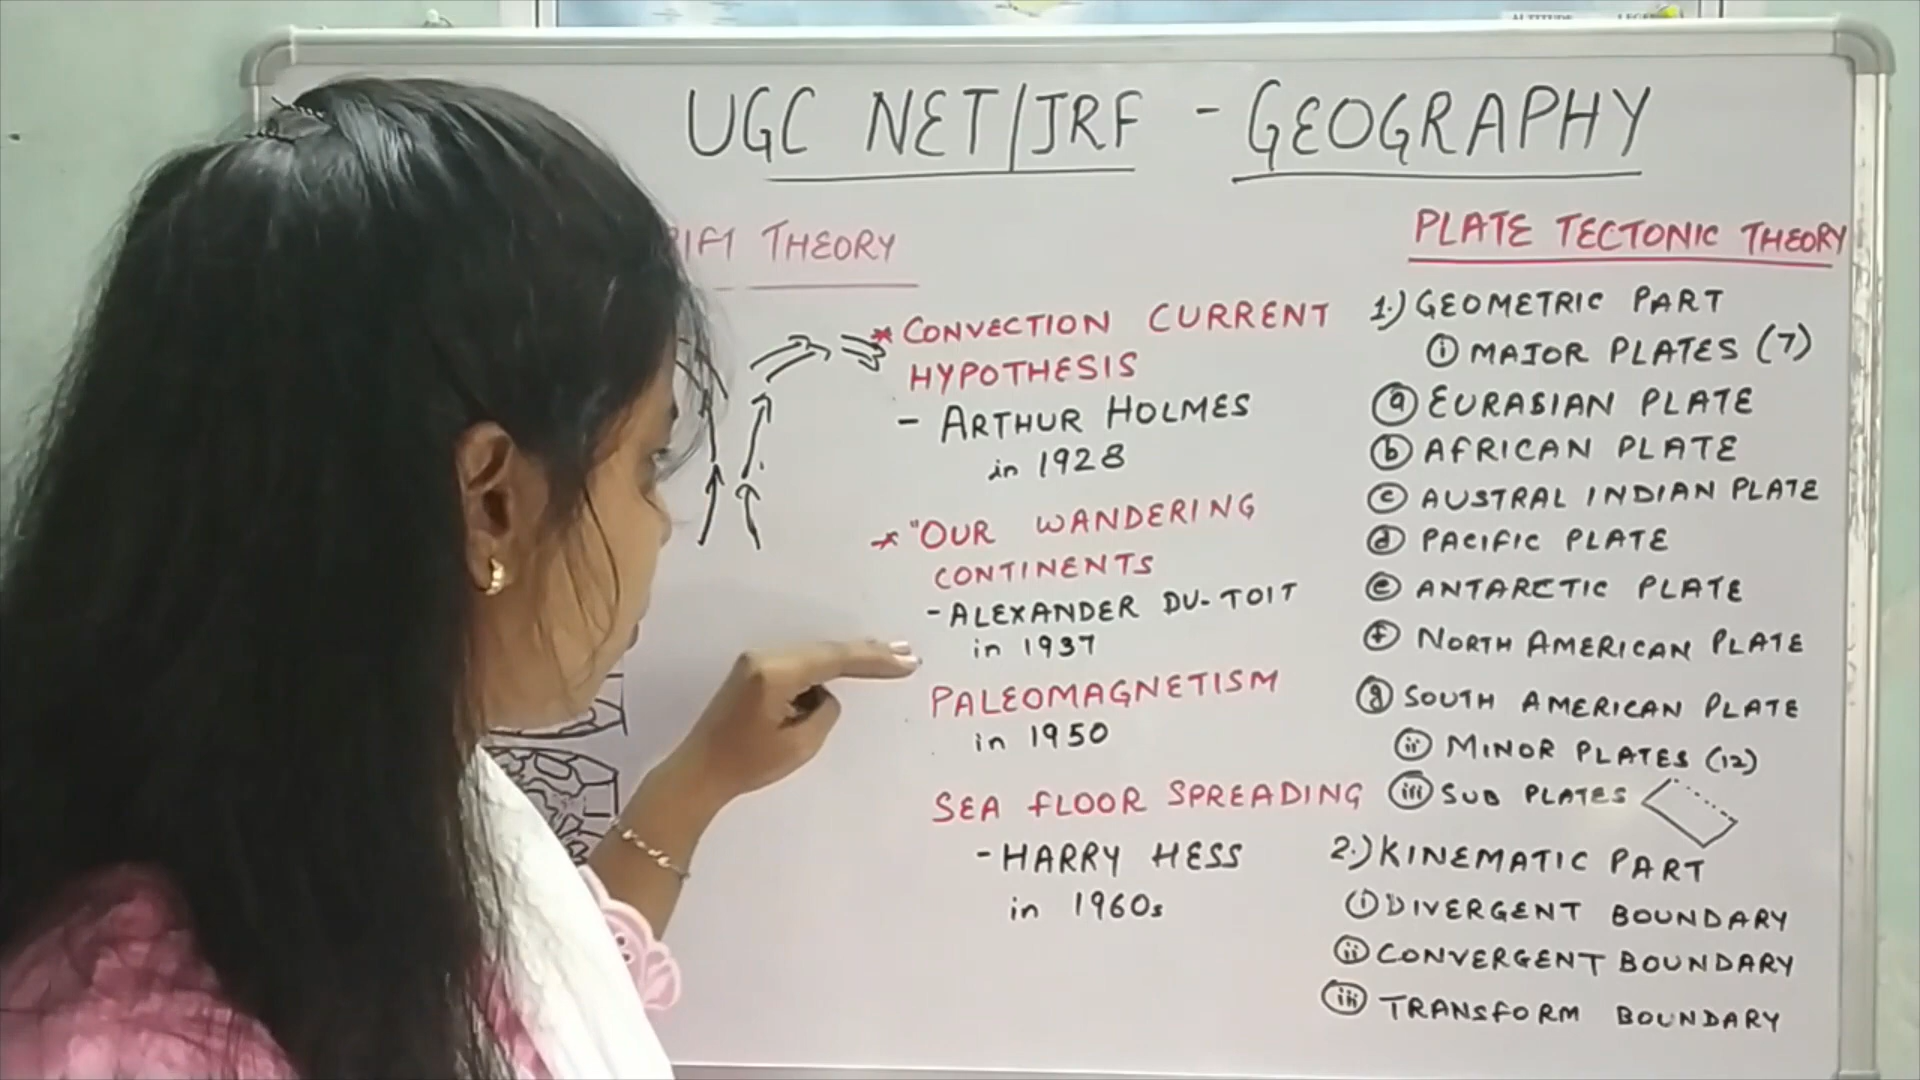 UGC NET/JRF - GEOGRAPHY
THEORY
* CONVECTION CURRENT
HYPOTHESIS
- ARTHUR HOLMES
in 1928
* "OUR WANDERING
CONTINENTS
- ALEXANDER DU-TOIT
in 1937
PALEOMAGNETISM
in 1950
SEA FLOOR SPREADING
- HARRY HESS
in 1960s
PLATE TECTONIC THEORY
1.) GEOMETRIC PART
(i) MAJOR PLATES (7)
(a) EURASIAN PLATE
(b) AFRICAN PLATE
(c) AUSTRAL INDIAN PLATE
(d) PACIFIC PLATE
(e) ANTARCTIC PLATE
(f) NORTH AMERICAN PLATE
(g) SOUTH AMERICAN PLATE
(ii) MINOR PLATES (12)
(iii) SUB PLATES
2.) KINEMATIC PART
(i) DIVERGENT BOUNDARY
(ii) CONVERGENT BOUNDARY
(iii) TRANSFORM BOUNDARY